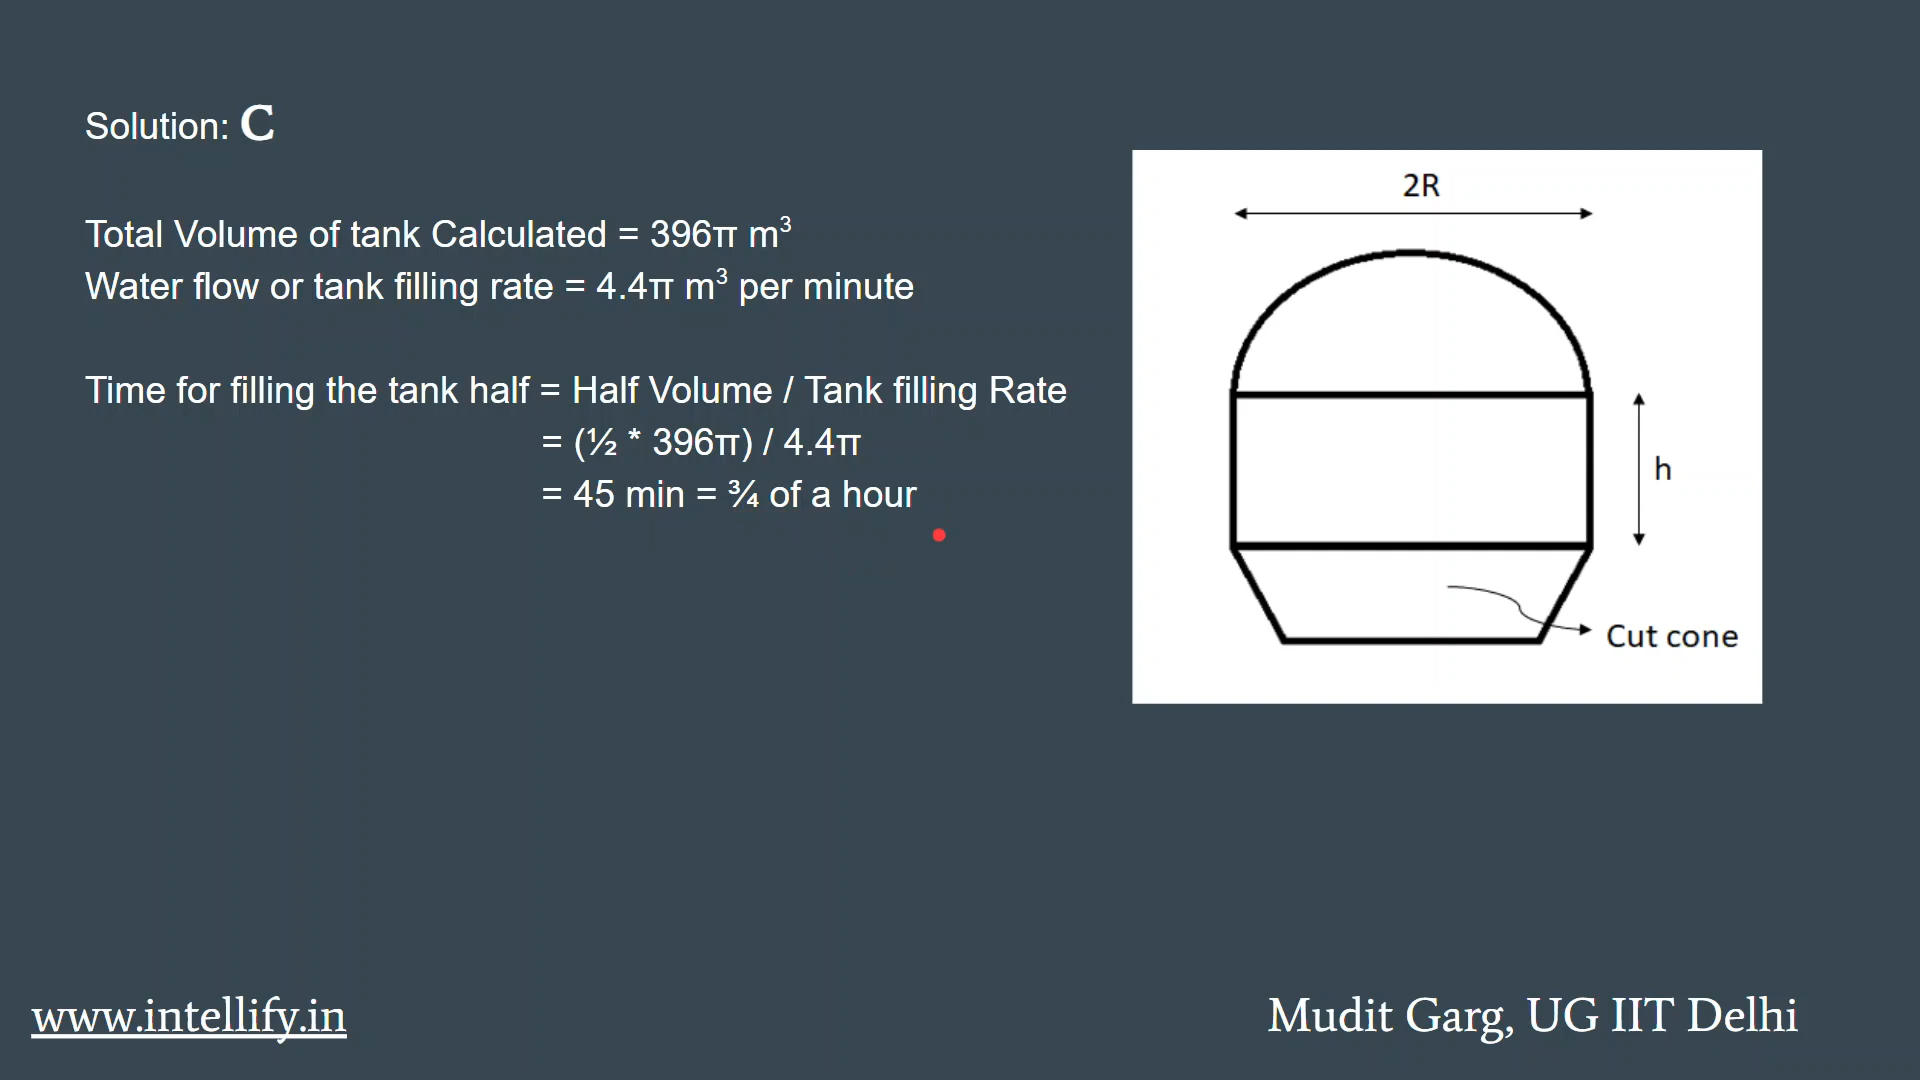 Solution: C
Total Volume of tank Calculated = 396π m³
Water flow or tank filling rate = 4.4π m³ per minute
Time for filling the tank half = Half Volume / Tank filling Rate
= (½ * 396π) / 4.4π
= 45 min = ¾ of a hour
2R
h
Cut cone
www.intellify.in
Mudit Garg, UG IIT Delhi